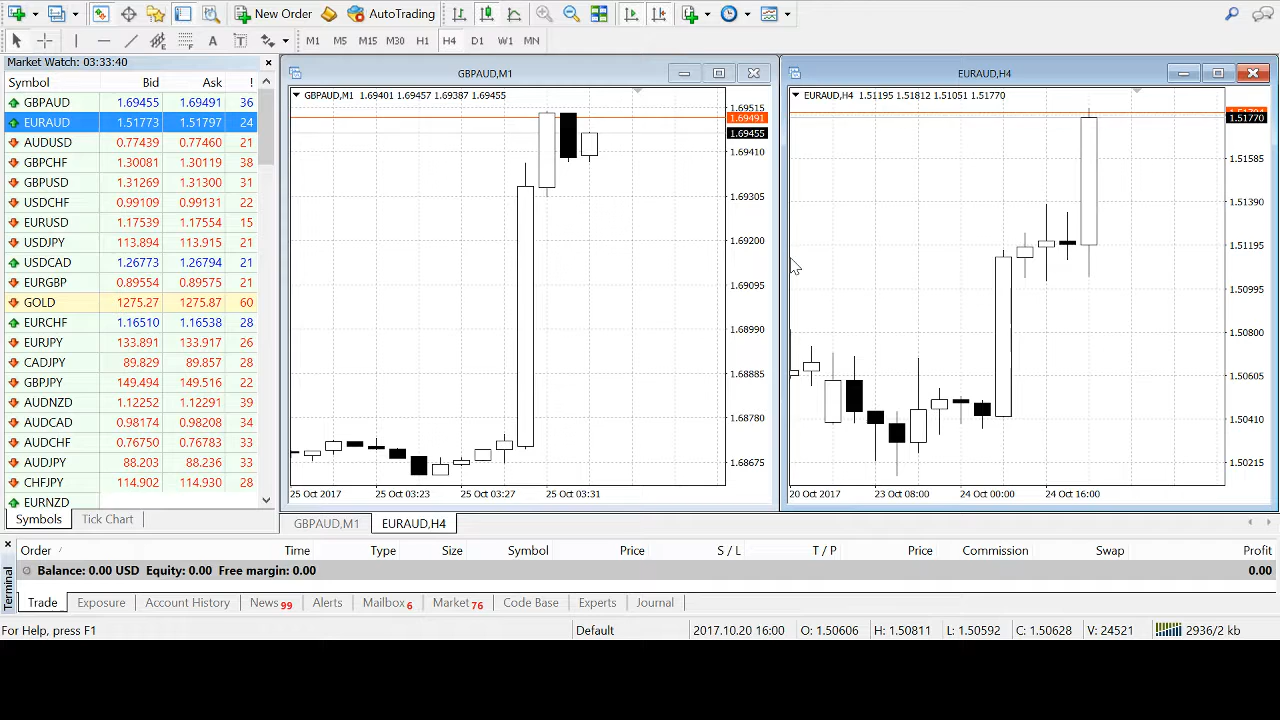 New Order AutoTrading
M1 M5 M15 M30 H1 H4 D1 W1 MN
Market Watch: 03:33:40
Symbol Bid Ask !
GBPAUD 1.69455 1.69491 36
EURAUD 1.51773 1.51797 24
AUDUSD 0.77439 0.77460 21
GBPCHF 1.30081 1.30119 38
GBPUSD 1.31269 1.31300 31
USDCHF 0.99109 0.99131 22
EURUSD 1.17539 1.17554 15
USDJPY 113.894 113.915 21
USDCAD 1.26773 1.26794 21
EURGBP 0.89554 0.89575 21
GOLD 1275.27 1275.87 60
EURCHF 1.16510 1.16538 28
EURJPY 133.891 133.917 26
CADJPY 89.829 89.857 28
GBPJPY 149.494 149.516 22
AUDNZD 1.12252 1.12291 39
AUDCAD 0.98174 0.98208 34
AUDCHF 0.76750 0.76783 33
AUDJPY 88.203 88.236 33
CHFJPY 114.902 114.930 28
EURNZD
Symbols Tick Chart
GBPAUD,M1
GBPAUD,M1 1.69401 1.69457 1.69387 1.69455
1.69515
1.69491
1.69455
1.69410
1.69305
1.69200
1.69095
1.68990
1.68885
1.68780
1.68675
25 Oct 2017 25 Oct 03:23 25 Oct 03:27 25 Oct 03:31
EURAUD,H4
EURAUD,H4 1.51195 1.51812 1.51051 1.51770
1.51770
1.51585
1.51390
1.51195
1.50995
1.50800
1.50605
1.50410
1.50215
20 Oct 2017 23 Oct 08:00 24 Oct 00:00 24 Oct 16:00
GBPAUD,M1 EURAUD,H4
Order Time Type Size Symbol Price S / L T / P Price Commission Swap Profit
Balance: 0.00 USD Equity: 0.00 Free margin: 0.00 0.00
Terminal
Trade Exposure Account History News 99 Alerts Mailbox 6 Market 76 Code Base Experts Journal
For Help, press F1 Default 2017.10.20 16:00 O: 1.50606 H: 1.50811 L: 1.50592 C: 1.50628 V: 24521 2936/2 kb